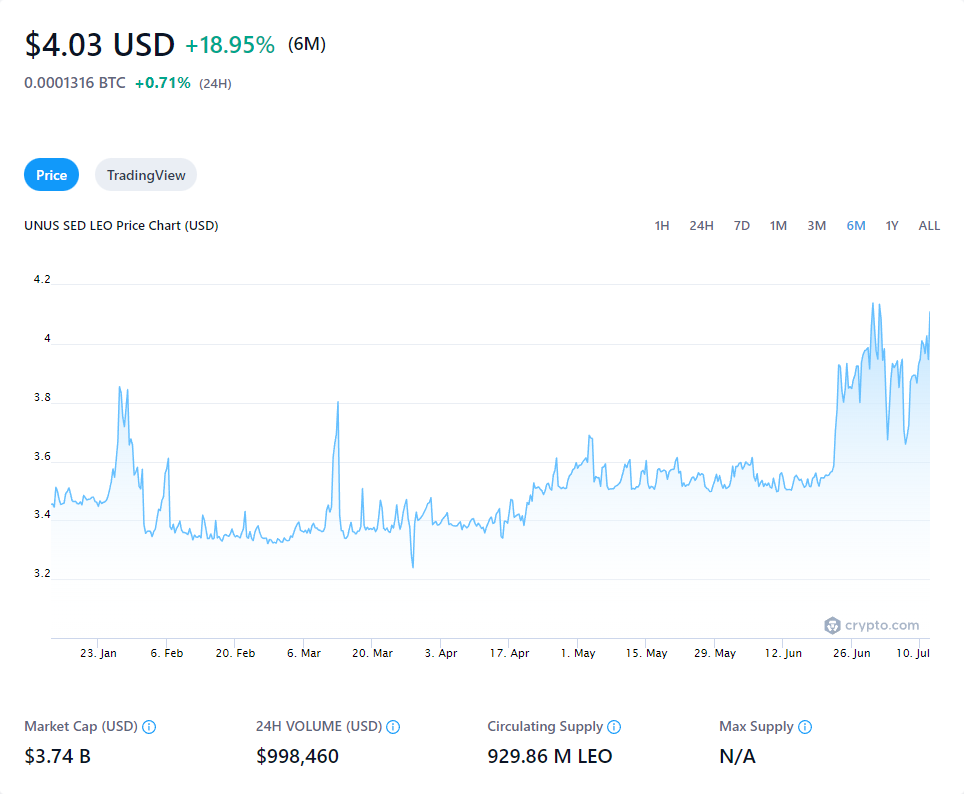 $4.03 USD +18.95% (6M)
0.0001316 BTC +0.71% (24H)
Price TradingView
UNUS SED LEO Price Chart (USD) 1H 24H 7D 1M 3M 6M 1Y ALL
4.2
4
3.8
3.6
3.4
3.2
crypto.com
23. Jan 6. Feb 20. Feb 6. Mar 20. Mar 3. Apr 17. Apr 1. May 15. May 29. May 12. Jun 26. Jun 10. Jul
Market Cap (USD) 24H VOLUME (USD) Circulating Supply Max Supply
$3.74 B $998,460 929.86 M LEO N/A